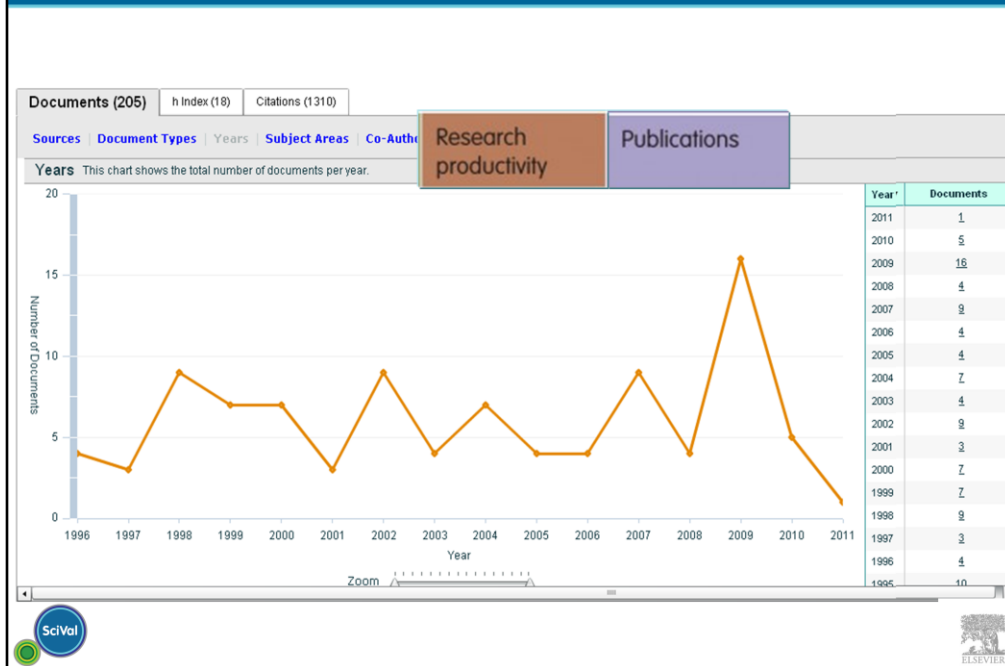 Documents (205) h Index (18) Citations (1310)
Sources | Document Types | Years | Subject Areas | Co-Autho
Research
productivity
Publications
Years This chart shows the total number of documents per year.
Year Documents
2011 1
2010 5
2009 16
2008 4
2007 9
2006 4
2005 4
2004 7
2003 4
2002 9
2001 3
2000 7
1999 7
1998 9
1997 3
1996 4
1995 10
20
15
10
5
0
Number of Documents
1996 1997 1998 1999 2000 2001 2002 2003 2004 2005 2006 2007 2008 2009 2010 2011
Year
Zoom
SciVal
ELSEVIER